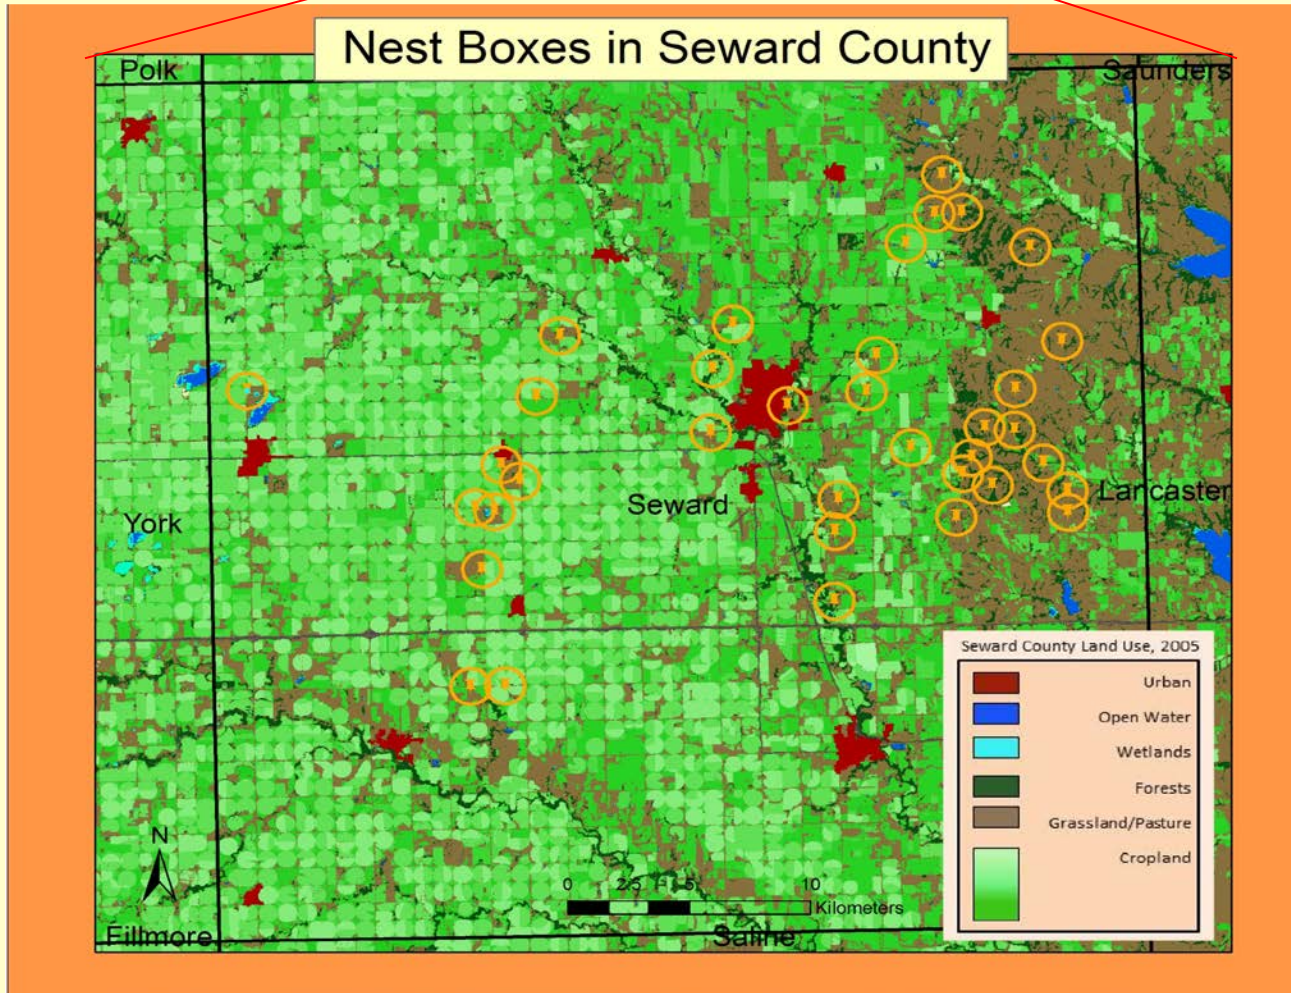 Nest Boxes in Seward County
Polk
Saunders
Seward
Lancaster
York
Seward County Land Use, 2005
Urban
Open Water
Wetlands
Forests
Grassland/Pasture
Cropland
N
0 2.5 5 10
Kilometers
Fillmore
Saline